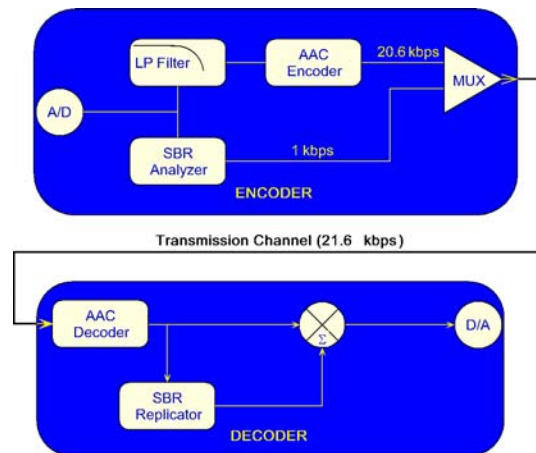 LP Filter
AAC
Encoder
20.6 kbps
MUX
A/D
SBR
Analyzer
1 kbps
ENCODER
Transmission Channel (21.6 kbps)
AAC
Decoder
Σ
D/A
SBR
Replicator
DECODER